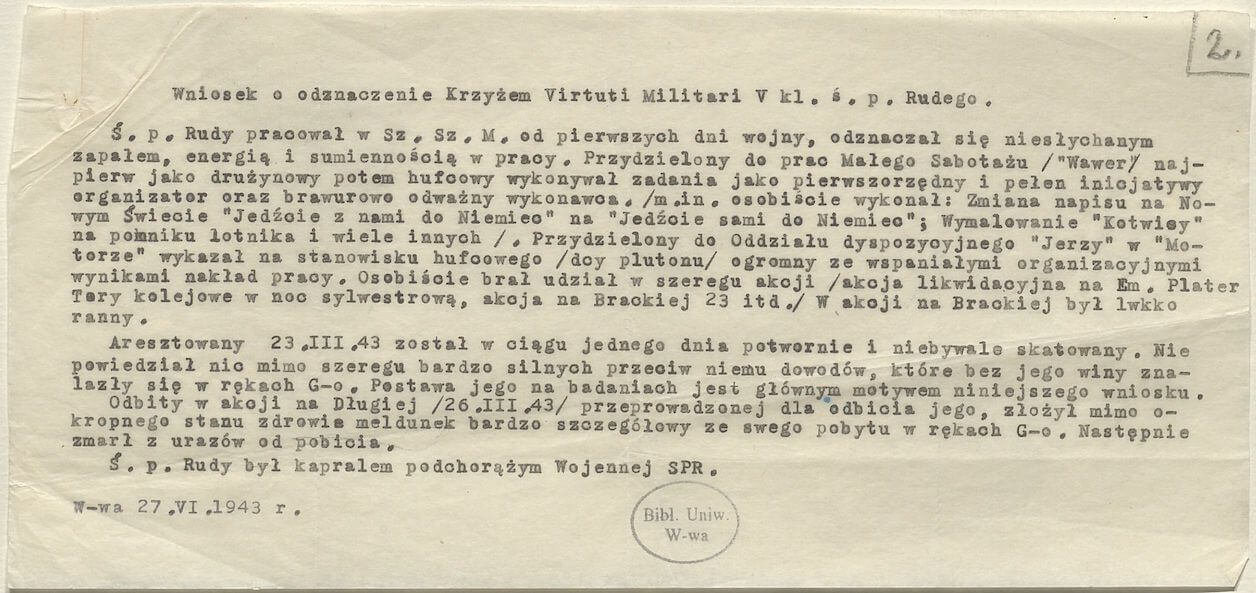 2.
Wniosek o odznaczenie Krzyżem Virtuti Militari V kl. ś. p. Rudego.
Ś. p. Rudy pracował w Sz. Sz. M. od pierwszych dni wojny, odznaczał się niesłychanym
zapałem, energią i sumiennością w pracy. Przydzielony do prac Małego Sabotażu /"Wawer"/ naj-
pierw jako drużynowy potem hufcowy wykonywał zadania jako pierwszorzędny i pełen inicjatywy
organizator oraz brawurowo odważny wykonawca. /m.in. osobiście wykonał: Zmiana napisu na No-
wym Świecie "Jedźcie z nami do Niemiec" na "Jedźcie sami do Niemiec"; Wymalowanie "Kotwicy"
na pomniku lotnika i wiele innych /. Przydzielony do Oddziału dyspozycyjnego "Jerzy" w "Mo-
torze" wykazał na stanowisku hufcowego /dcy plutonu/ ogromny ze wspaniałymi organizacyjnymi
wynikami nakład pracy. Osobiście brał udział w szeregu akcji /akcja likwidacyjna na Em. Plater
Tory kolejowe w noc sylwestrową, akcja na Brackiej 23 itd./ W akcji na Brackiej był lwkko
ranny.
Aresztowany 23.III.43 został w ciągu jednego dnia potwornie i niebywale skatowany. Nie
powiedział nic mimo szeregu bardzo silnych przeciw niemu dowodów, które bez jego winy zna-
lazły się w rękach G-o. Postawa jego na badaniach jest głównym motywem niniejszego wniosku.
Odbity w akcji na Długiej /26.III.43/ przeprowadzonej dla odbicia jego, złożył mimo o-
kropnego stanu zdrowia meldunek bardzo szczegółowy ze swego pobytu w rękach G-o. Następnie
zmarł z urazów od pobicia.
Ś. p. Rudy był kapralem podchorążym Wojennej SPR.
W-wa 27.VI.1943 r.
Bibl. Uniw.
W-wa